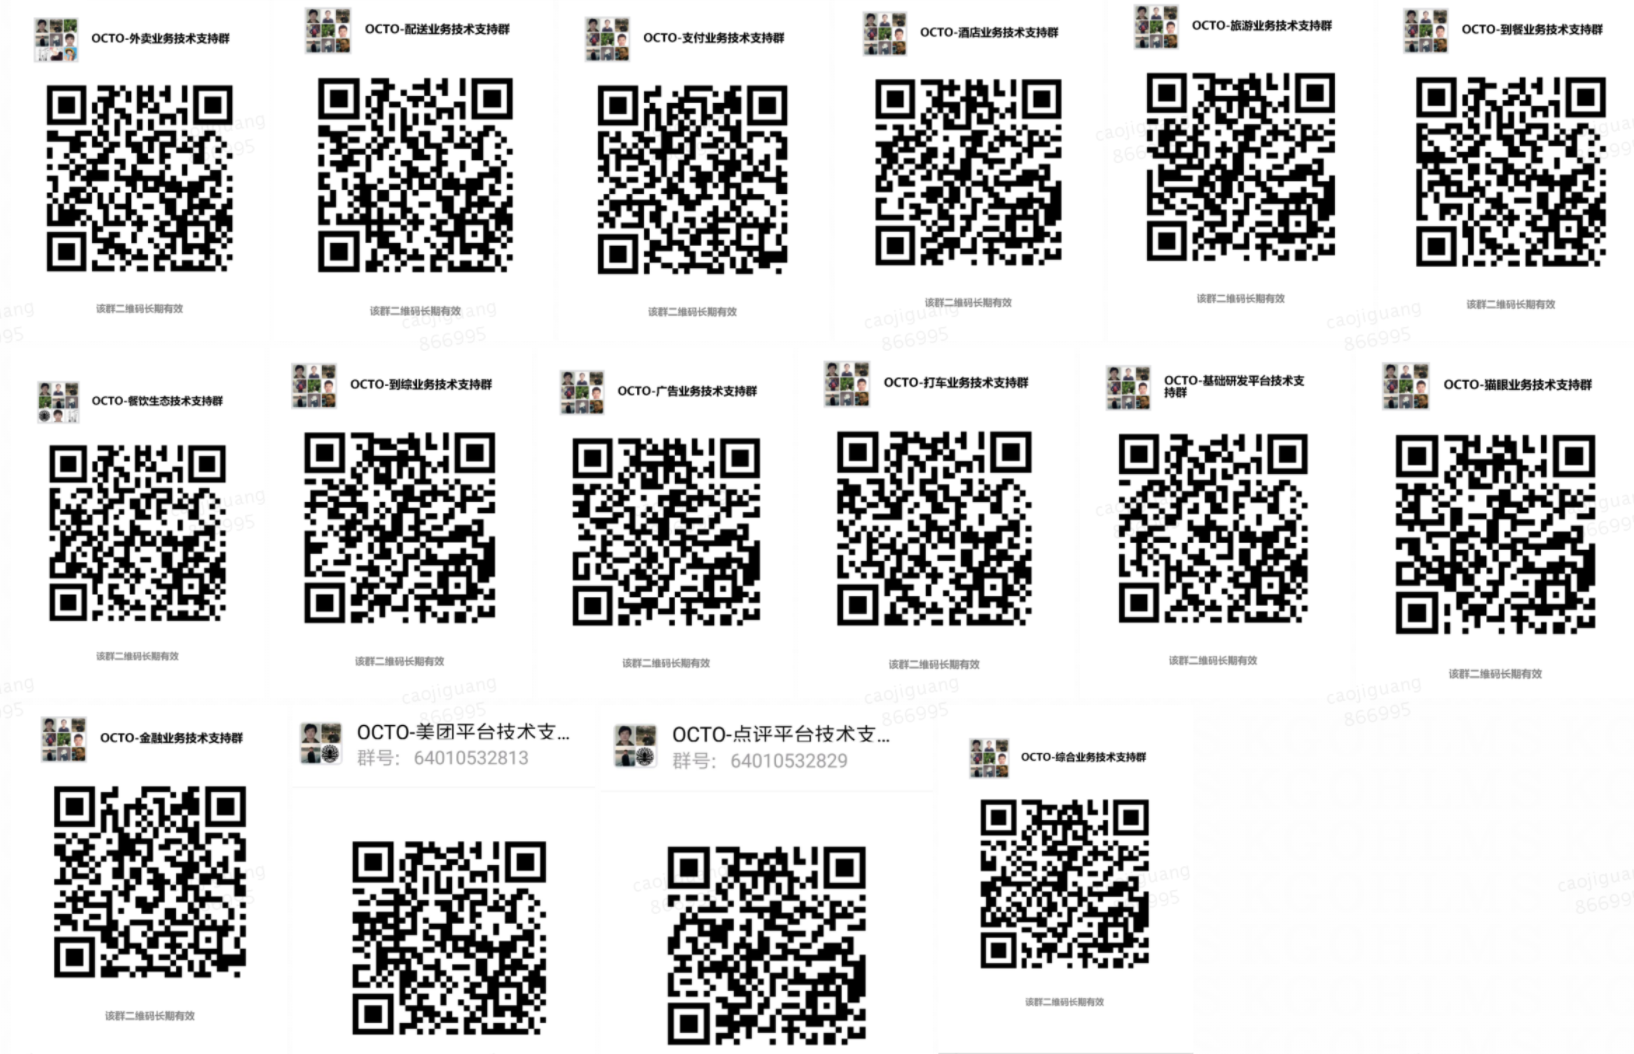 OCTO-外卖业务技术支持群
OCTO-配送业务技术支持群
OCTO-支付业务技术支持群
OCTO-酒店业务技术支持群
OCTO-旅游业务技术支持群
OCTO-到餐业务技术支持群
该群二维码长期有效
该群二维码长期有效
该群二维码长期有效
该群二维码长期有效
该群二维码长期有效
该群二维码长期有效
OCTO-餐饮生态技术支持群
OCTO-到综业务技术支持群
OCTO-广告业务技术支持群
OCTO-打车业务技术支持群
OCTO-基础研发平台技术支
持群
OCTO-猫眼业务技术支持群
该群二维码长期有效
该群二维码长期有效
该群二维码长期有效
该群二维码长期有效
该群二维码长期有效
该群二维码长期有效
OCTO-金融业务技术支持群
OCTO-美团平台技术支...
群号: 64010532813
OCTO-点评平台技术支...
群号: 64010532829
OCTO-综合业务技术支持群
该群二维码长期有效
该群二维码长期有效
caojiguang
866995